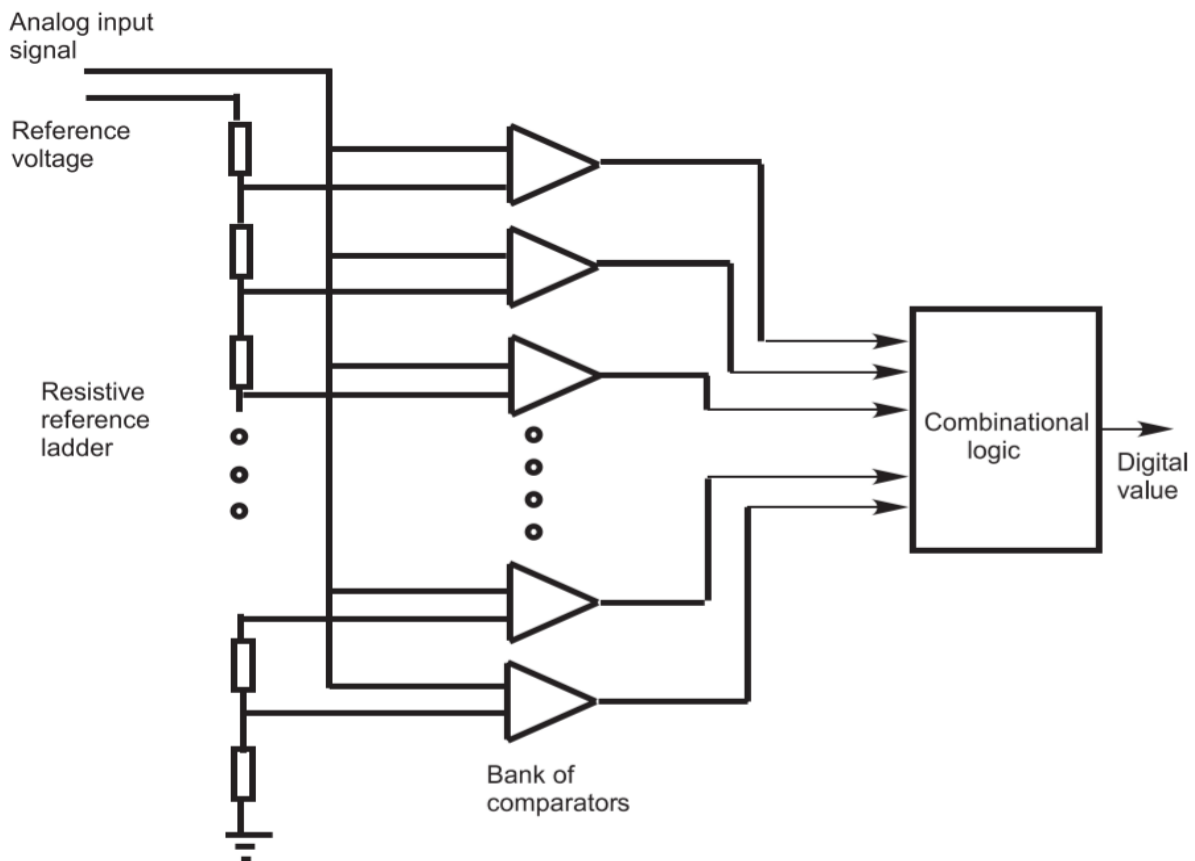 Analog input
signal
Reference
voltage
Resistive
reference
ladder
Combinational
logic
Digital
value
Bank of
comparators